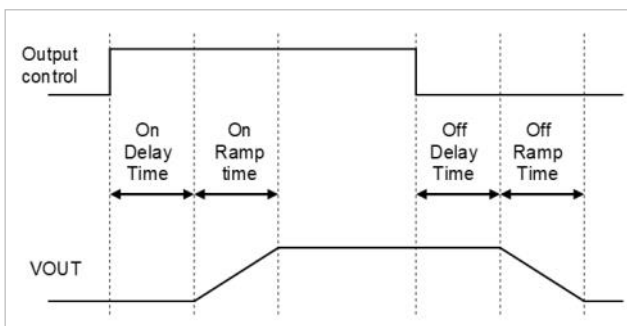 Output
control
On
Delay
Time
On
Ramp
time
Off
Delay
Time
Off
Ramp
Time
VOUT